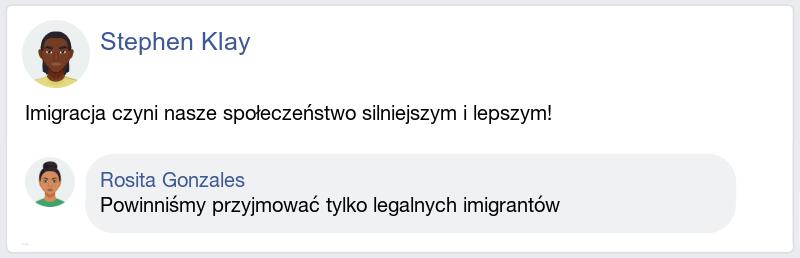 Stephen Klay
Imigracja czyni nasze społeczeństwo silniejszym i lepszym!
Rosita Gonzales
Powinniśmy przyjmować tylko legalnych imigrantów